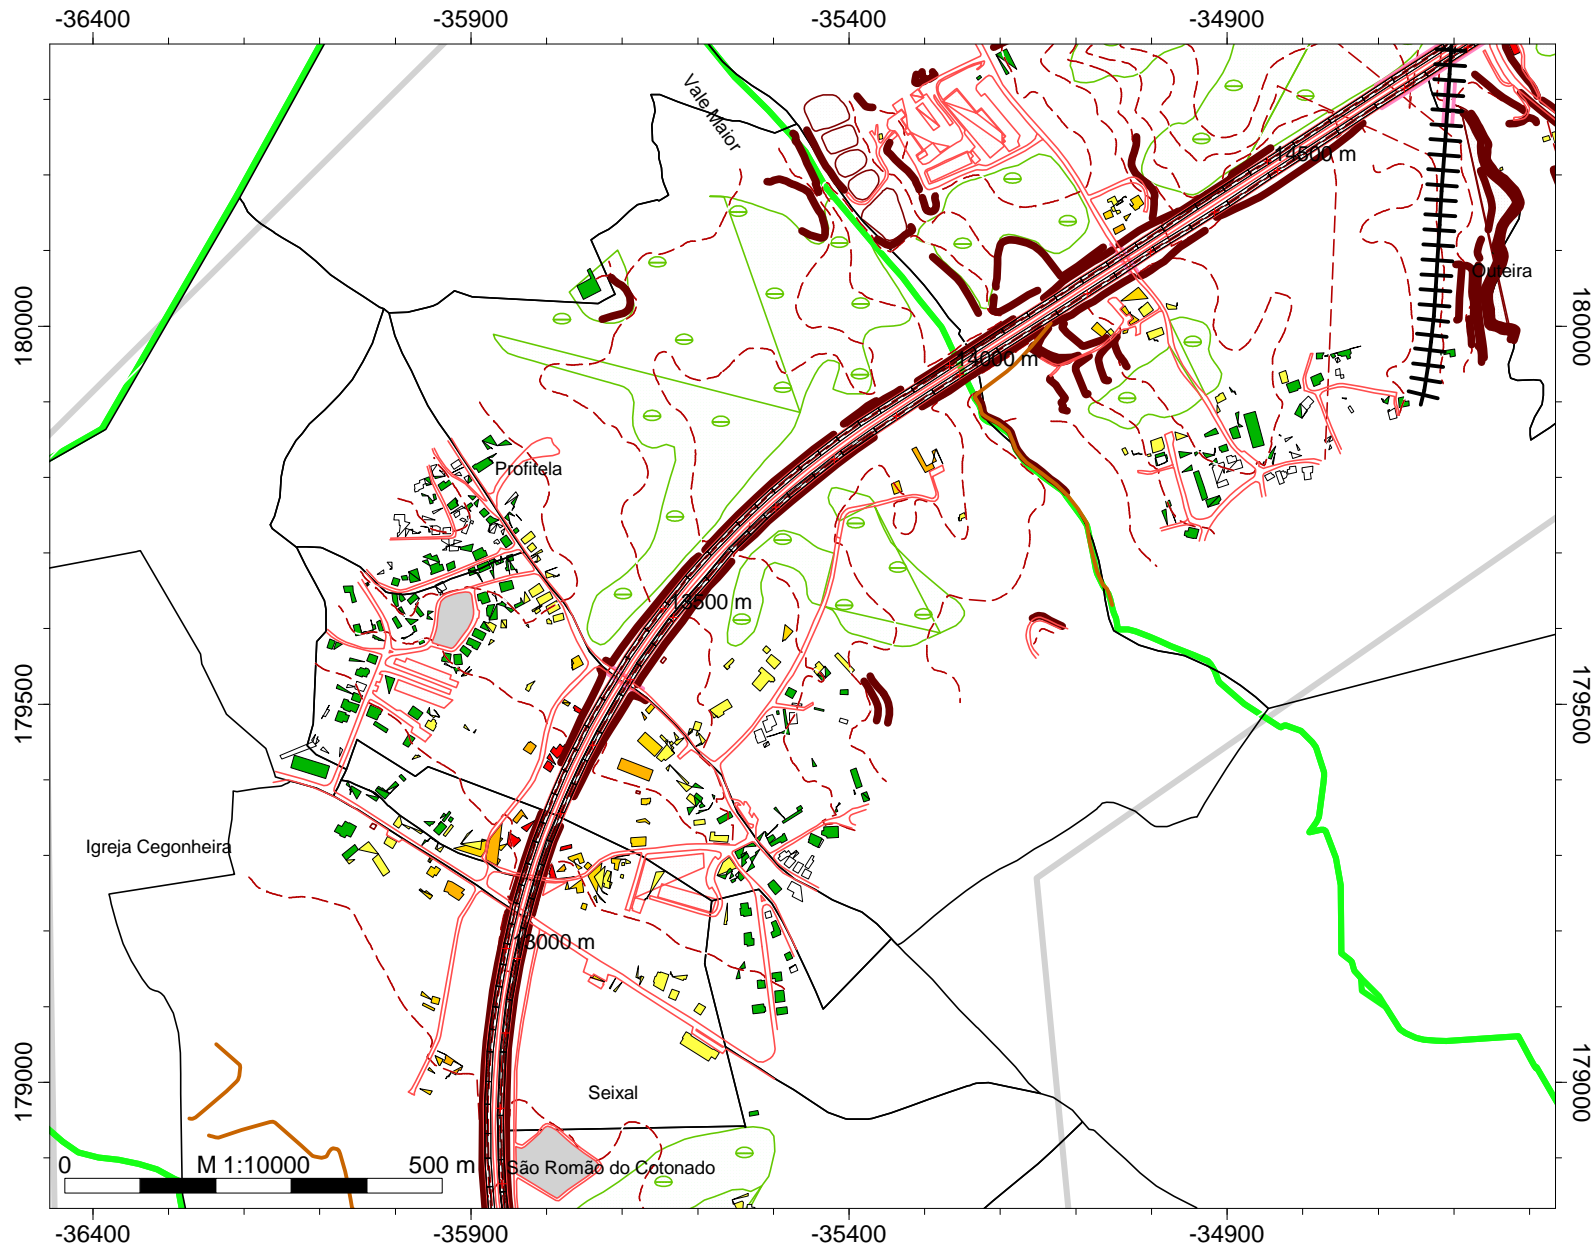 -36400 -35900 -35400 -34900
Vale Maior
14500 m
Outeira
180000 180000
14000 m
Profitela
13500 m
179500 179500
Igreja Cegonheira
13000 m
179000 179000
Seixal
0 M 1:10000 500 m
São Romão do Cotonado
-36400 -35900 -35400 -34900